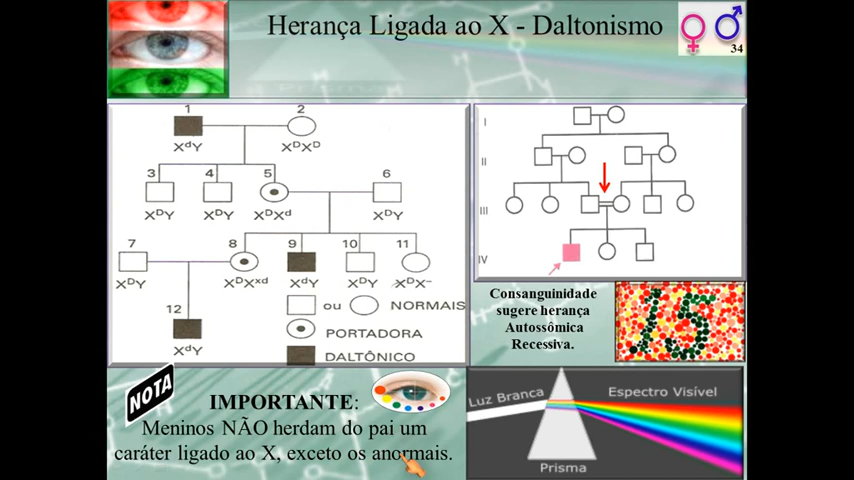 Herança Ligada ao X - Daltonismo
34
1
2
XᵈY
XᴰXᴰ
3
4
5
6
XᴰY
XᴰY
XᴰXᵈ
XᴰY
7
8
9
10
11
XᴰY
XᴰXˣᵈ
XᵈY
XᴰY
XᴰX⁻
12
XᵈY
ou
NORMAIS
PORTADORA
DALTÔNICO
I
II
III
IV
Consanguinidade
sugere herança
Autossômica
Recessiva.
15
NOTA
IMPORTANTE:
Meninos NÃO herdam do pai um
caráter ligado ao X, exceto os anormais.
Luz Branca
Espectro Visível
Prisma